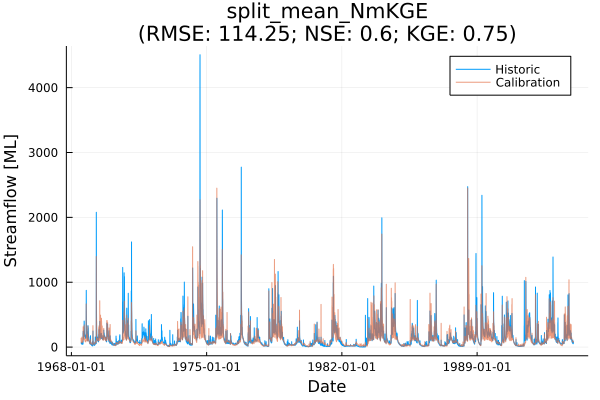 split_mean_NmKGE
(RMSE: 114.25; NSE: 0.6; KGE: 0.75)
Historic
Calibration
Streamflow [ML]
4000
3000
2000
1000
0
1968-01-01
1975-01-01
1982-01-01
1989-01-01
Date